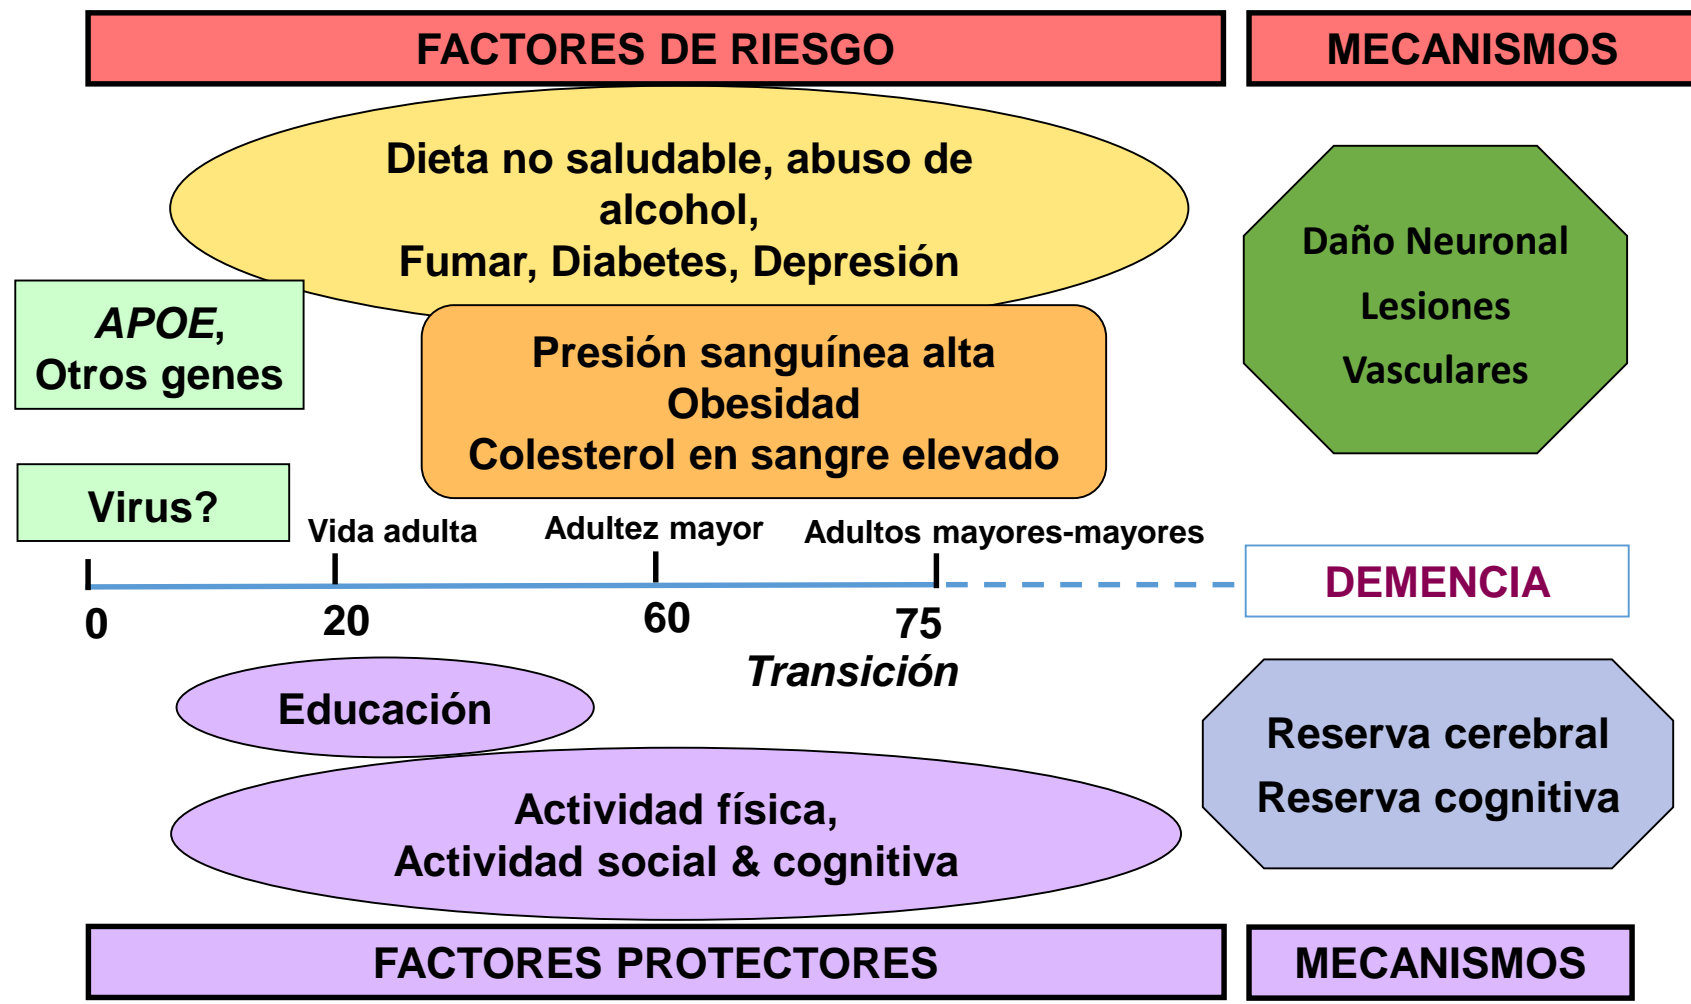 FACTORES DE RIESGO
MECANISMOS
Dieta no saludable, abuso de
alcohol,
Fumar, Diabetes, Depresión
Daño Neuronal
Lesiones
Vasculares
APOE,
Otros genes
Presión sanguínea alta
Obesidad
Colesterol en sangre elevado
Virus?
Vida adulta
Adultez mayor
Adultos mayores-mayores
DEMENCIA
0
20
60
75
Transición
Educación
Reserva cerebral
Reserva cognitiva
Actividad física,
Actividad social & cognitiva
FACTORES PROTECTORES
MECANISMOS